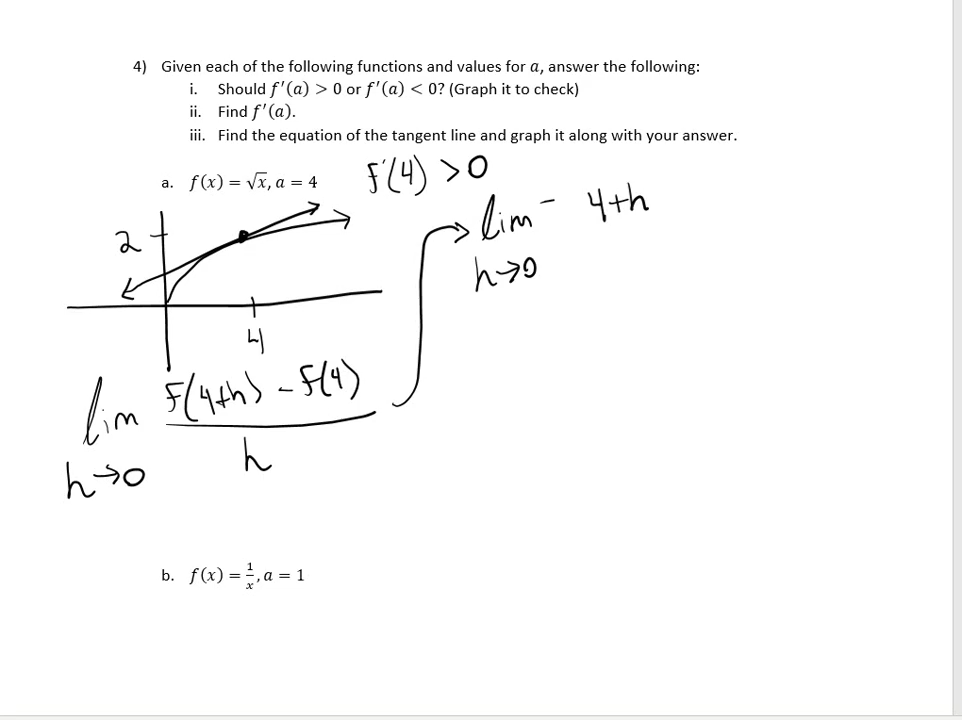 4) Given each of the following functions and values for a, answer the following:
i. Should f'(a) > 0 or f'(a) < 0? (Graph it to check)
ii. Find f'(a).
iii. Find the equation of the tangent line and graph it along with your answer.
a. f(x) = √x, a = 4
f'(4) > 0
2
4
lim h→0 f(4+h) - f(4) / h
lim h→0 4+h
b. f(x) = 1/x, a = 1